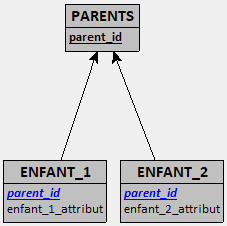 PARENTS
parent_id
ENFANT_1
parent_id
enfant_1_attribut
ENFANT_2
parent_id
enfant_2_attribut